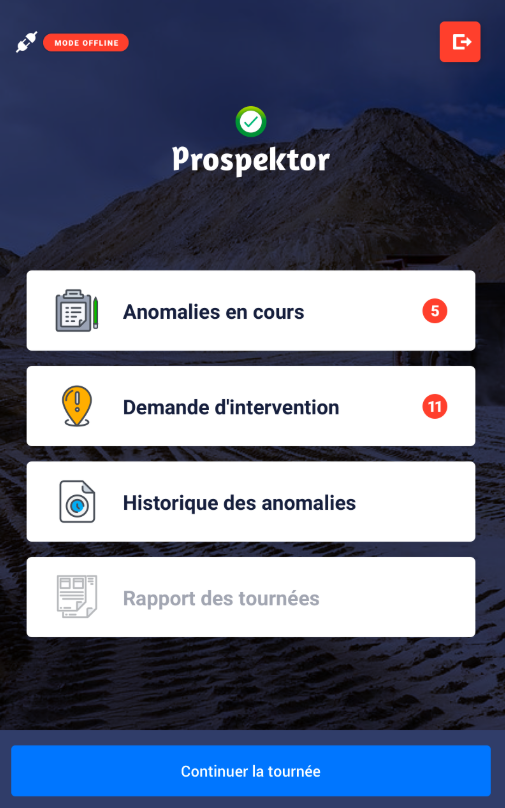 MODE OFFLINE
Prospektor
Anomalies en cours
5
Demande d'intervention
11
Historique des anomalies
Rapport des tournées
Continuer la tournée